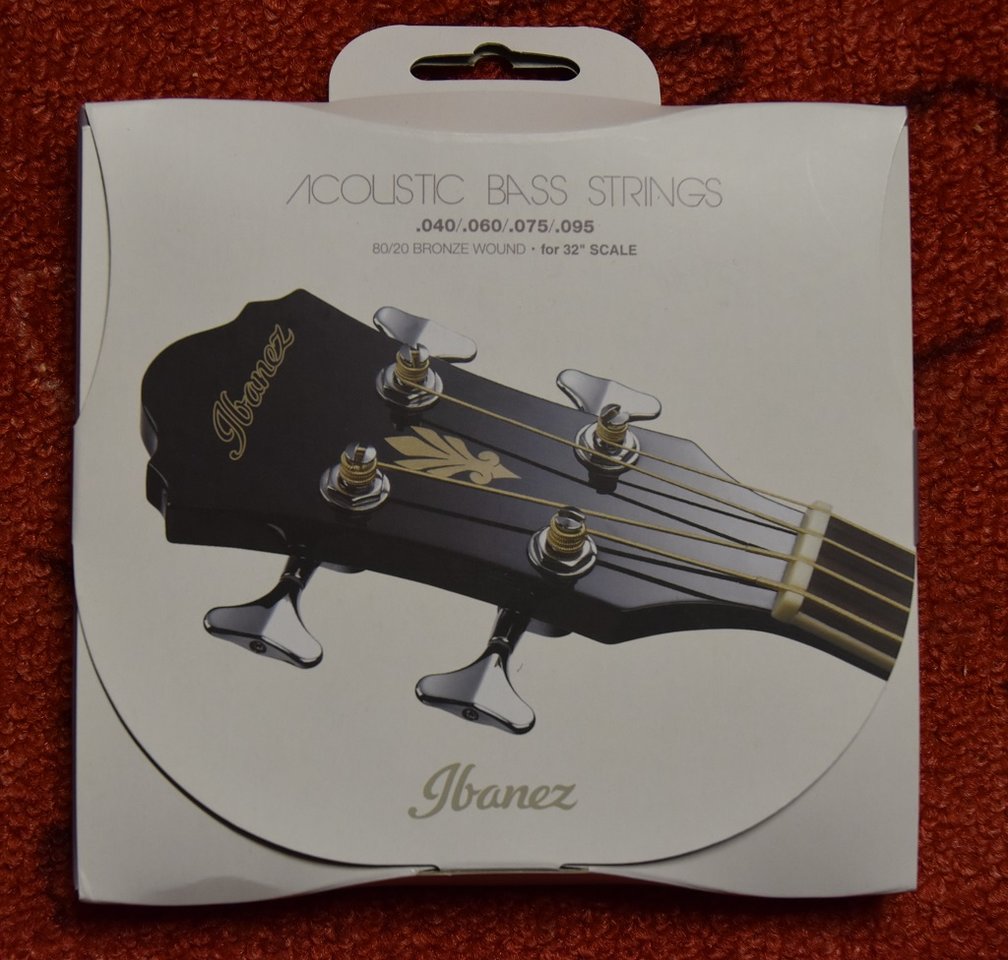 ACOUSTIC BASS STRINGS
.040/.060/.075/.095
80/20 BRONZE WOUND • for 32" SCALE
Ibanez
Ibanez